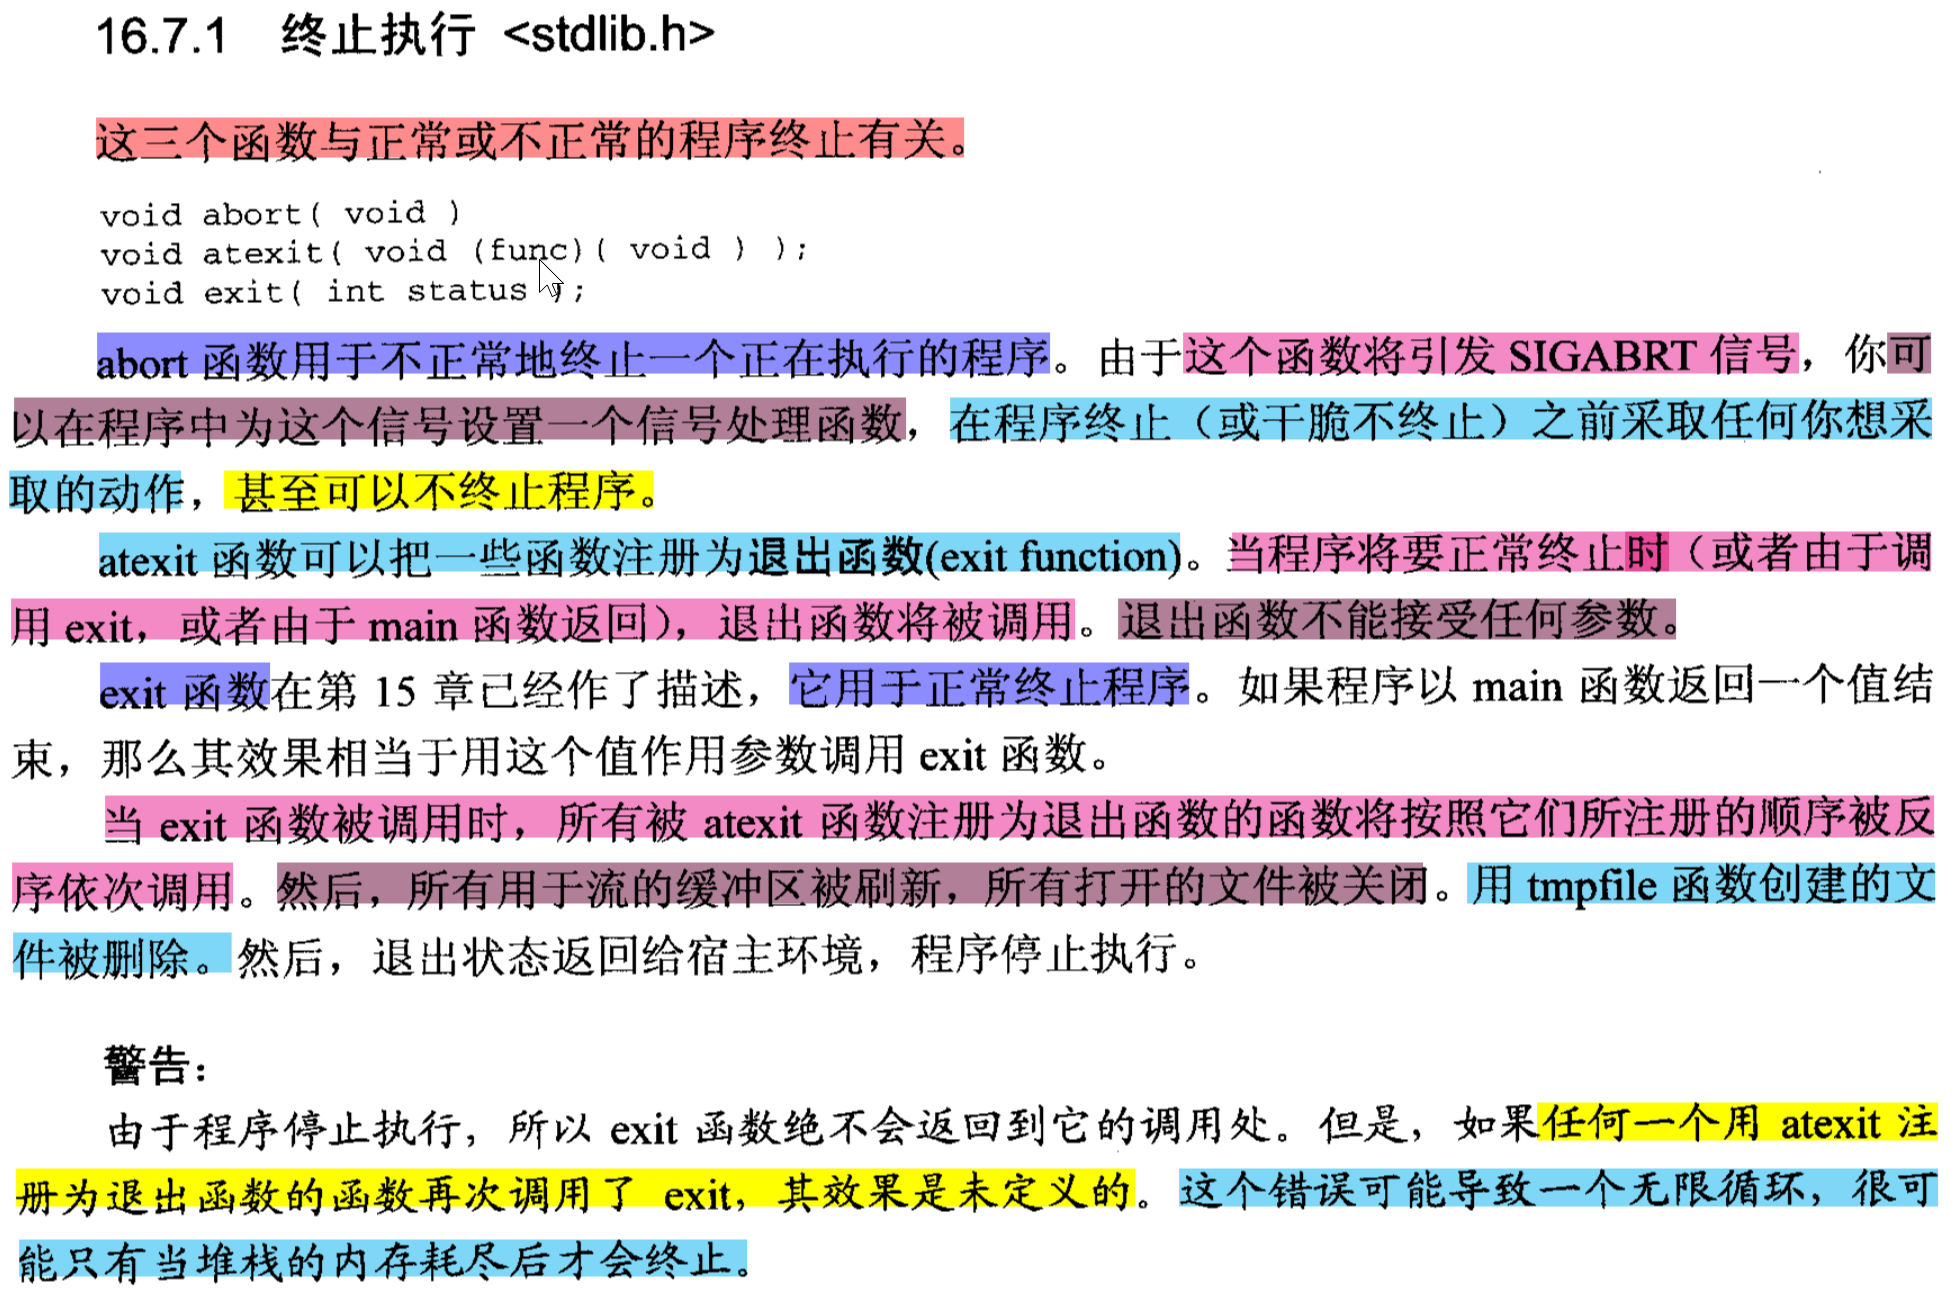 16.7.1 终止执行 <stdlib.h>
这三个函数与正常或不正常的程序终止有关。
void abort( void )
void atexit( void (func)( void ) );
void exit( int status );
abort 函数用于不正常地终止一个正在执行的程序。由于这个函数将引发 SIGABRT 信号，你可
以在程序中为这个信号设置一个信号处理函数，在程序终止（或干脆不终止）之前采取任何你想采
取的动作，甚至可以不终止程序。
atexit 函数可以把一些函数注册为退出函数(exit function)。当程序将要正常终止时（或者由于调
用 exit，或者由于 main 函数返回），退出函数将被调用。退出函数不能接受任何参数。
exit 函数在第 15 章已经作了描述，它用于正常终止程序。如果程序以 main 函数返回一个值结
束，那么其效果相当于用这个值作用参数调用 exit 函数。
当 exit 函数被调用时，所有被 atexit 函数注册为退出函数的函数将按照它们所注册的顺序被反
序依次调用。然后，所有用于流的缓冲区被刷新，所有打开的文件被关闭。用 tmpfile 函数创建的文
件被删除。然后，退出状态返回给宿主环境，程序停止执行。
警告：
由于程序停止执行，所以 exit 函数绝不会返回到它的调用处。但是，如果任何一个用 atexit 注
册为退出函数的函数再次调用了 exit，其效果是未定义的。这个错误可能导致一个无限循环，很可
能只有当堆栈的内存耗尽后才会终止。